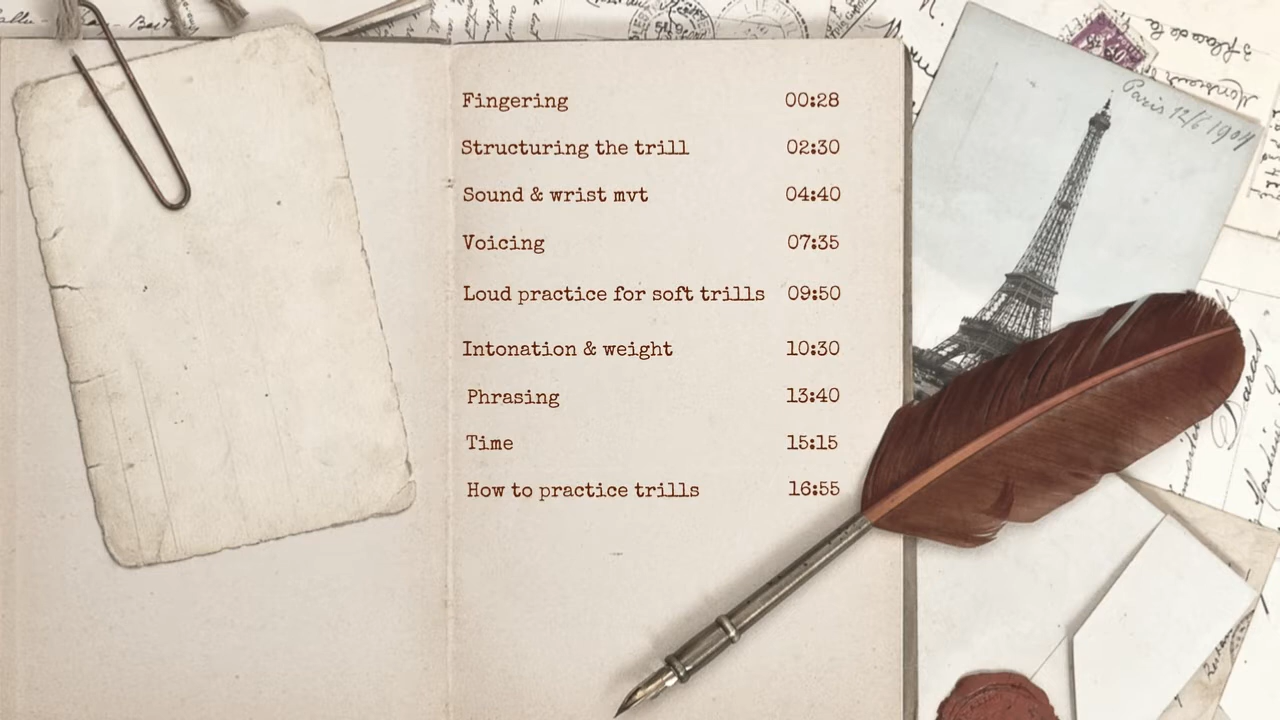 Fingering 00:28
Structuring the trill 02:30
Sound & wrist mvt 04:40
Voicing 07:35
Loud practice for soft trills 09:50
Intonation & weight 10:30
Phrasing 13:40
Time 15:15
How to practice trills 16:55
Paris 12/6 1904